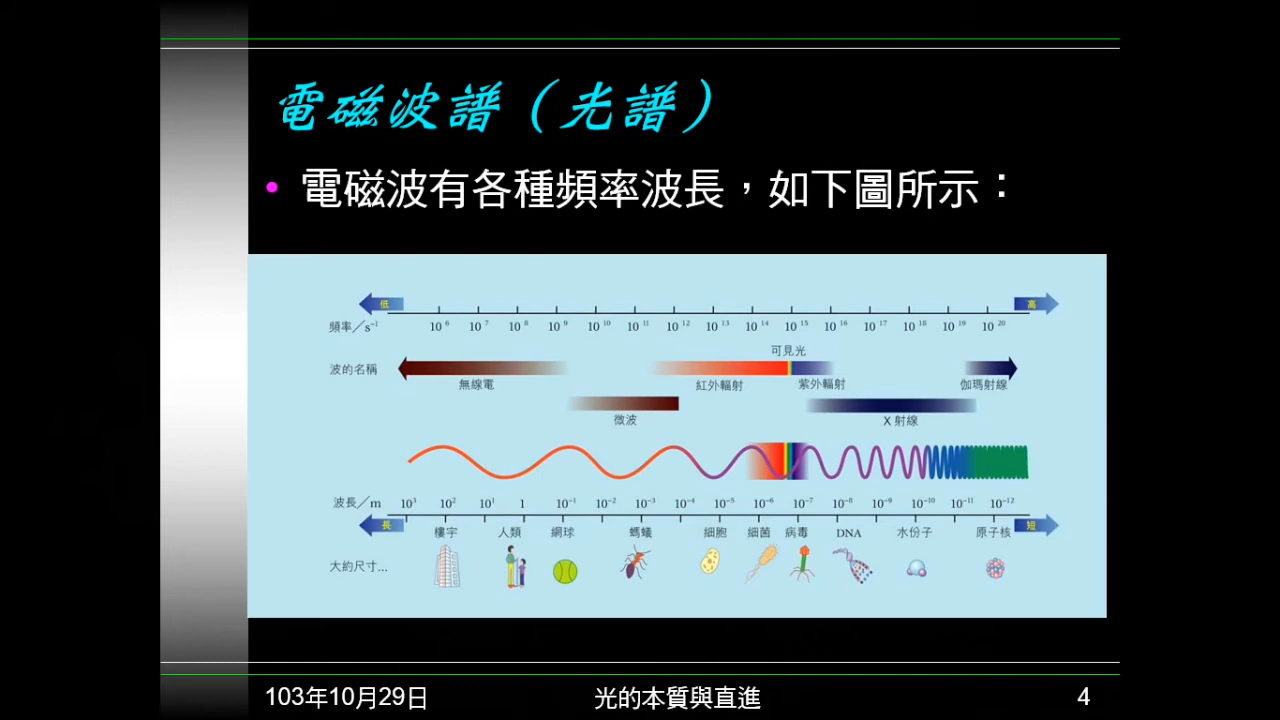 電磁波譜（光譜）
• 電磁波有各種頻率波長，如下圖所示：
低 高
頻率／s⁻¹ 10⁶ 10⁷ 10⁸ 10⁹ 10¹⁰ 10¹¹ 10¹² 10¹³ 10¹⁴ 10¹⁵ 10¹⁶ 10¹⁷ 10¹⁸ 10¹⁹ 10²⁰
可見光
波的名稱
無線電 紅外輻射 紫外輻射 伽瑪射線
微波 X 射線
波長／m 10³ 10² 10¹ 1 10⁻¹ 10⁻² 10⁻³ 10⁻⁴ 10⁻⁵ 10⁻⁶ 10⁻⁷ 10⁻⁸ 10⁻⁹ 10⁻¹⁰ 10⁻¹¹ 10⁻¹²
長 短
樓宇 人類 網球 螞蟻 細胞 細菌 病毒 DNA 水份子 原子核
大約尺寸...
103年10月29日 光的本質與直進 4